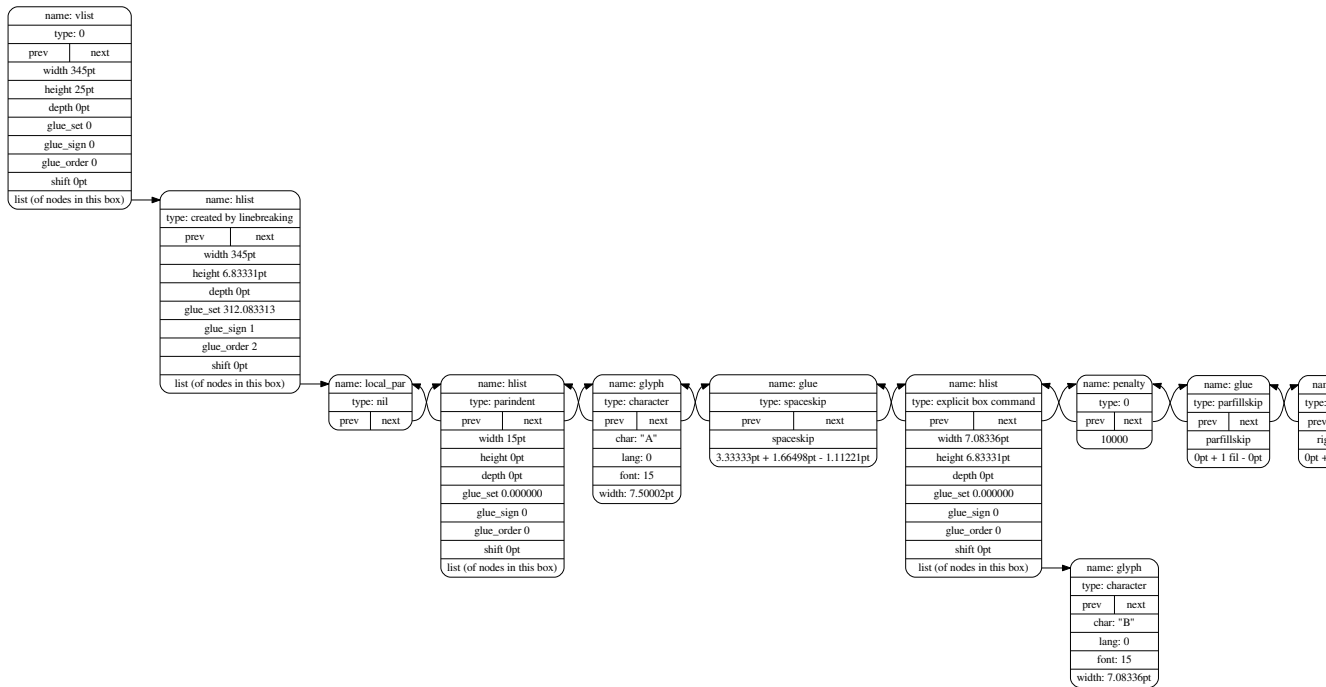 name: vlist
type: 0
prev next
width 345pt
height 25pt
depth 0pt
glue_set 0
glue_sign 0
glue_order 0
shift 0pt
list (of nodes in this box)
name: hlist
type: created by linebreaking
prev next
width 345pt
height 6.83331pt
depth 0pt
glue_set 312.083313
glue_sign 1
glue_order 2
shift 0pt
list (of nodes in this box)
name: local_par
type: nil
prev next
name: hlist
type: parindent
prev next
width 15pt
height 0pt
depth 0pt
glue_set 0.000000
glue_sign 0
glue_order 0
shift 0pt
list (of nodes in this box)
name: glyph
type: character
prev next
char: "A"
lang: 0
font: 15
width: 7.50002pt
name: glue
type: spaceskip
prev next
spaceskip
3.33333pt + 1.66498pt - 1.11221pt
name: hlist
type: explicit box command
prev next
width 7.08336pt
height 6.83331pt
depth 0pt
glue_set 0.000000
glue_sign 0
glue_order 0
shift 0pt
list (of nodes in this box)
name: glyph
type: character
prev next
char: "B"
lang: 0
font: 15
width: 7.08336pt
name: penalty
type: 0
prev next
10000
name: glue
type: parfillskip
prev next
parfillskip
0pt + 1 fil - 0pt
type:
0pt +